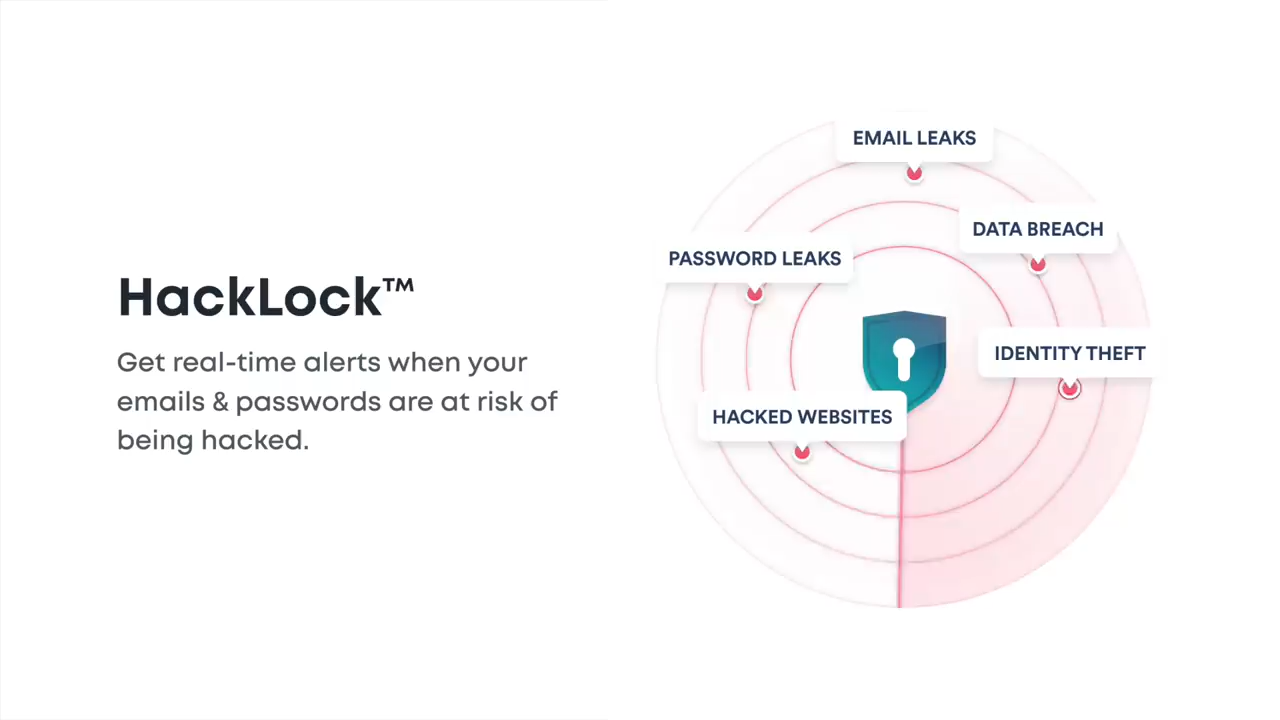 HackLock™
Get real-time alerts when your
emails & passwords are at risk of
being hacked.
EMAIL LEAKS
DATA BREACH
PASSWORD LEAKS
IDENTITY THEFT
HACKED WEBSITES